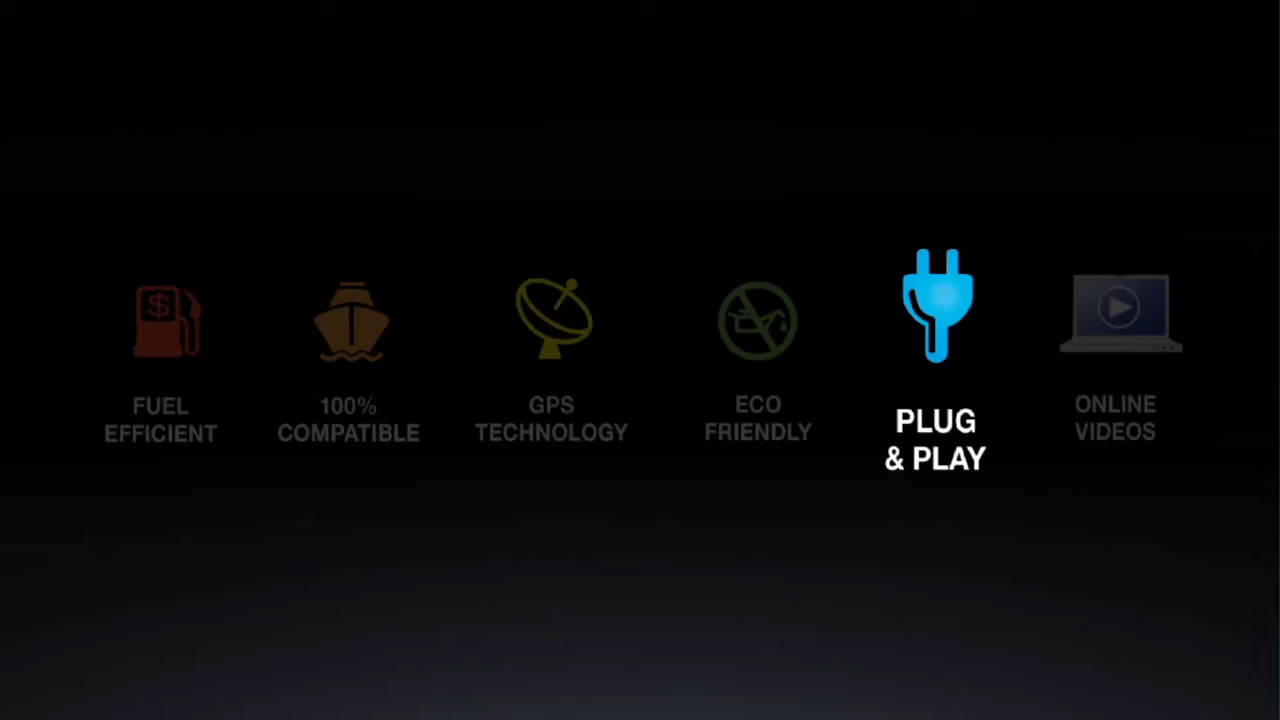 $
FUEL
EFFICIENT
100%
COMPATIBLE
GPS
TECHNOLOGY
ECO
FRIENDLY
PLUG
& PLAY
ONLINE
VIDEOS